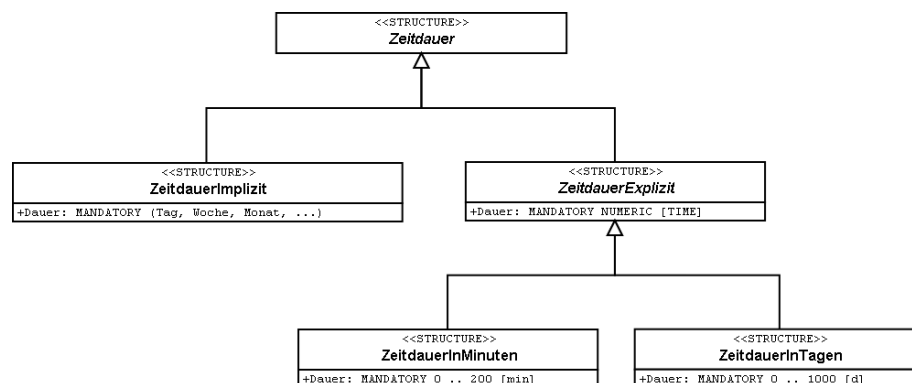 <<STRUCTURE>>
Zeitdauer
<<STRUCTURE>>
ZeitdauerImplizit
+Dauer: MANDATORY (Tag, Woche, Monat, ...)
<<STRUCTURE>>
ZeitdauerExplizit
+Dauer: MANDATORY NUMERIC [TIME]
<<STRUCTURE>>
ZeitdauerInMinuten
+Dauer: MANDATORY 0 .. 200 [min]
<<STRUCTURE>>
ZeitdauerInTagen
+Dauer: MANDATORY 0 .. 1000 [d]